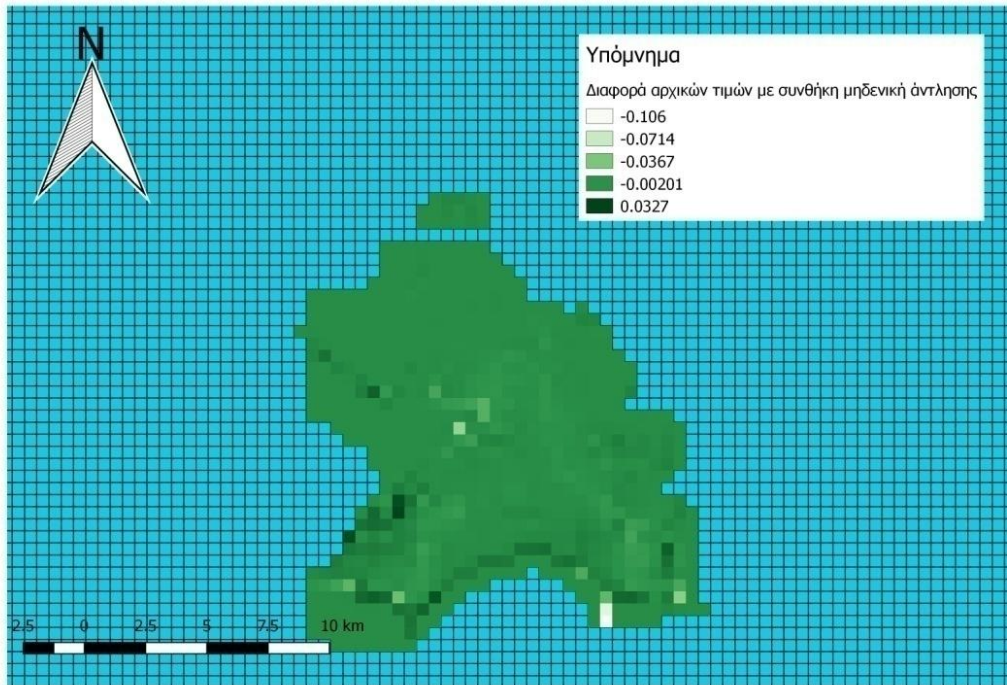 N
Υπόμνημα
Διαφορά αρχικών τιμών με συνθήκη μηδενική άντλησης
-0.106
-0.0714
-0.0367
-0.00201
0.0327
2.5 0 2.5 5 7.5 10 km